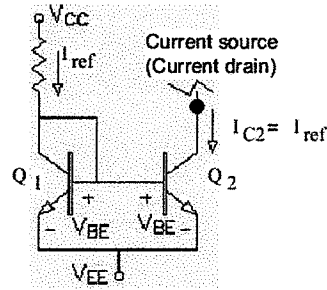 VCC
Iref
Current source
(Current drain)
IC2= Iref
Q1
Q2
+ +
VBE VBE
- -
VEE